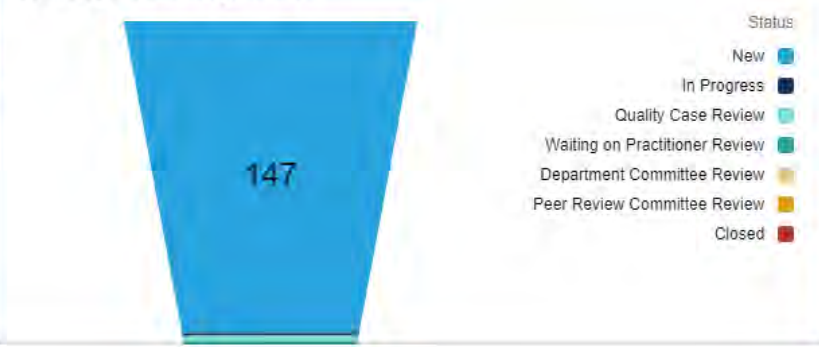 Status
New
In Progress
Quality Case Review
Waiting on Practitioner Review
Department Committee Review
Peer Review Committee Review
Closed
147